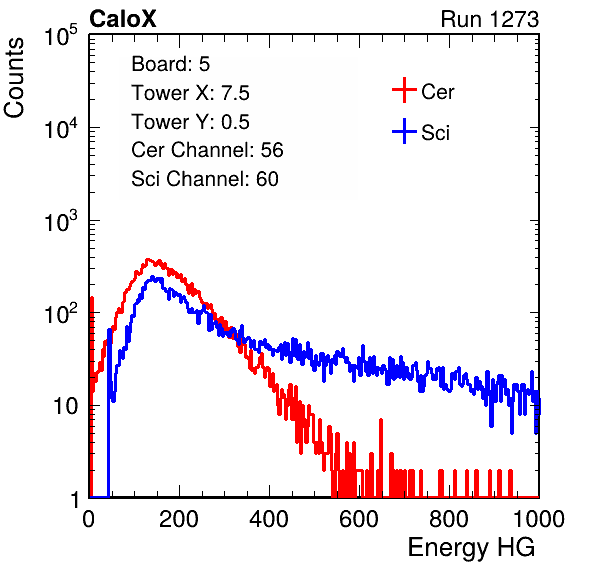 CaloX Run 1273
Counts
10^5
10^4
10^3
10^2
10
1
Board: 5
Tower X: 7.5
Tower Y: 0.5
Cer Channel: 56
Sci Channel: 60
Cer
Sci
0 200 400 600 800 1000
Energy HG